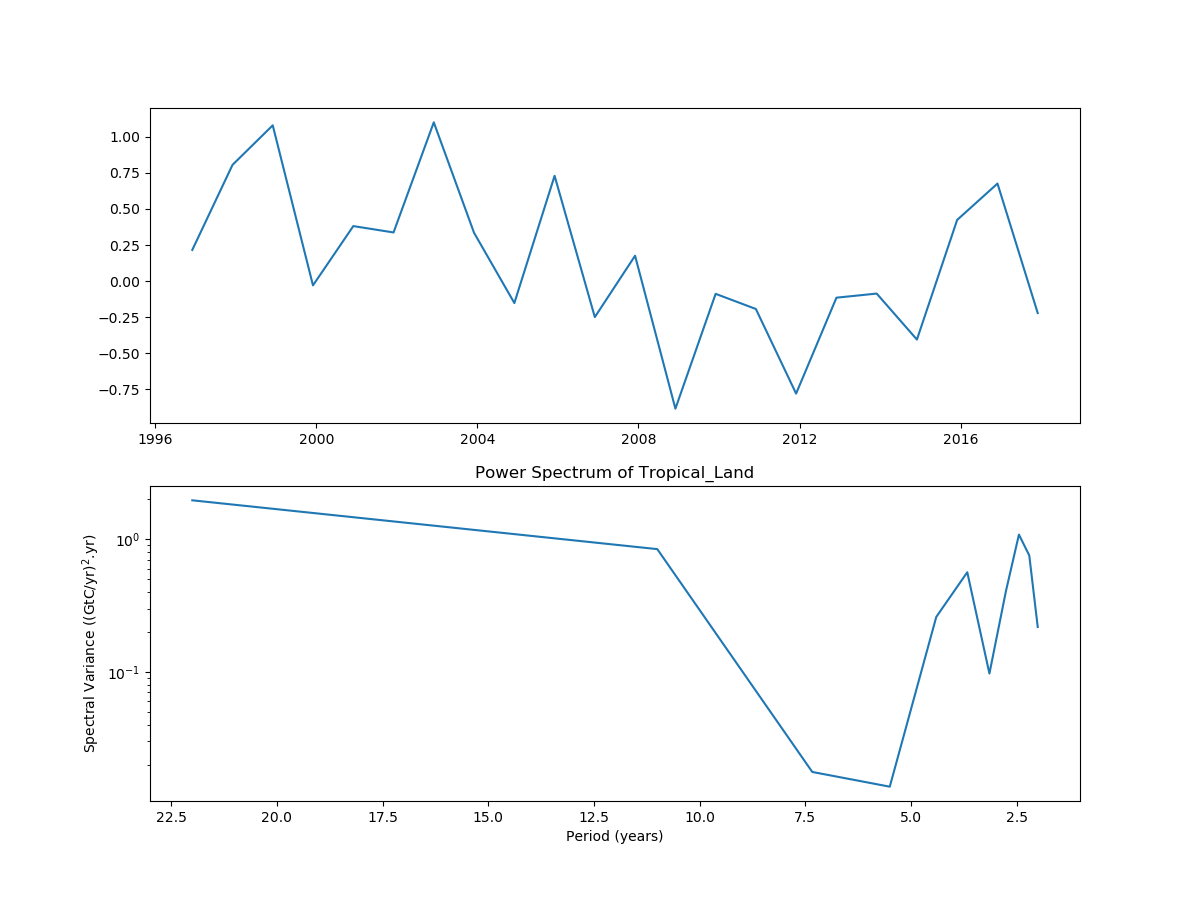 1.00
0.75
0.50
0.25
0.00
−0.25
−0.50
−0.75
1996 2000 2004 2008 2012 2016
Power Spectrum of Tropical_Land
Spectral Variance ((GtC/yr)².yr)
10⁰
10⁻¹
22.5 20.0 17.5 15.0 12.5 10.0 7.5 5.0 2.5
Period (years)